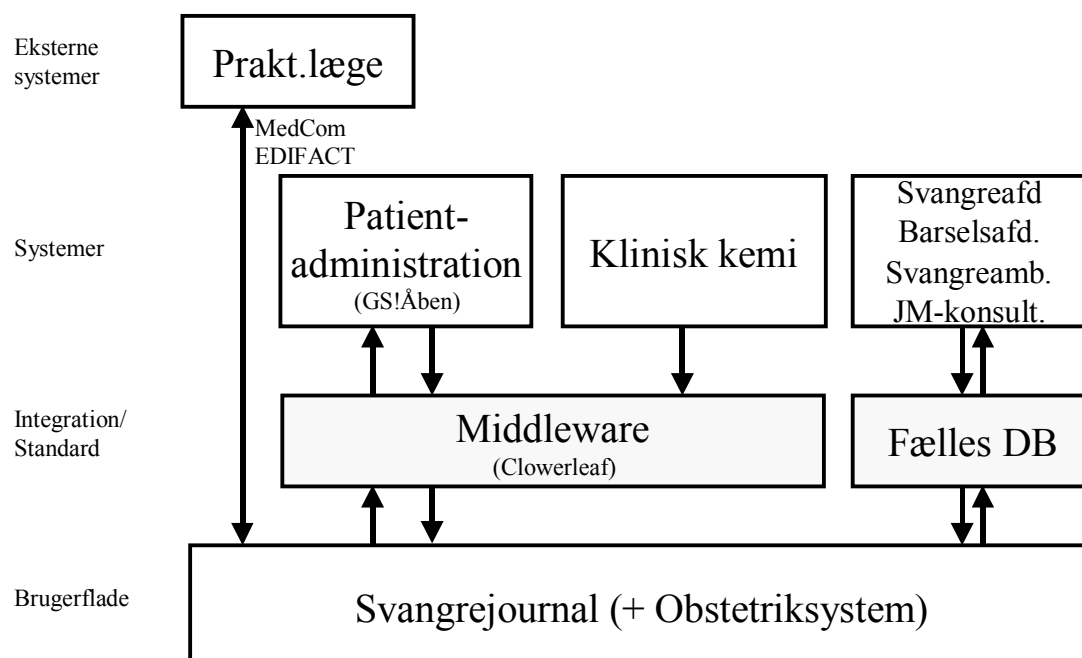 Eksterne
systemer
Prakt.læge
MedCom
EDIFACT
Systemer
Patient-
administration
(GS!Åben)
Klinisk kemi
Svangreafd
Barselsafd.
Svangreamb.
JM-konsult.
Integration/
Standard
Middleware
(Clowerleaf)
Fælles DB
Brugerflade
Svangrejournal (+ Obstetriksystem)